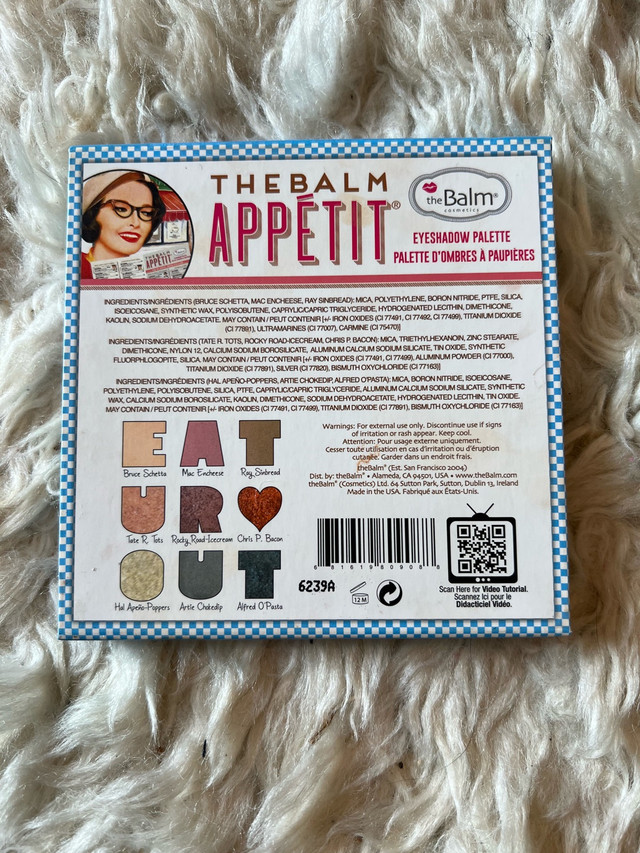 THEBALM
APPÉTIT®
the Balm®
cosmetics
EYESHADOW PALETTE
PALETTE D'OMBRES À PAUPIÈRES
INGREDIENTS/INGRÉDIENTS (BRUCE SCHETTA, MAC ENCHEESE, RAY SINBREAD): MICA, POLYETHYLENE, BORON NITRIDE, PTFE, SILICA,
ISOEICOSANE, SYNTHETIC WAX, POLYISOBUTENE, CAPRYLIC/CAPRIC TRIGLYCERIDE, HYDROGENATED LECITHIN, DIMETHICONE,
KAOLIN, SODIUM DEHYDROACETATE. MAY CONTAIN / PEUT CONTENIR [+/- IRON OXIDES (CI 77491, CI 77492, CI 77499), TITANIUM DIOXIDE
(CI 77891), ULTRAMARINES (CI 77007), CARMINE (CI 75470)]
INGREDIENTS/INGRÉDIENTS (TATE R. TOTS, ROCKY ROAD-ICECREAM, CHRIS P. BACON): MICA, TRIETHYLHEXANOIN, ZINC STEARATE,
DIMETHICONE, NYLON 12, CALCIUM SODIUM BOROSILICATE, ALUMINUM CALCIUM SODIUM SILICATE, TIN OXIDE, SYNTHETIC
FLUORPHLOGOPITE, SILICA. MAY CONTAIN / PEUT CONTENIR [+/- IRON OXIDES (CI 77491, CI 77499), ALUMINUM POWDER (CI 77000),
TITANIUM DIOXIDE (CI 77891), SILVER (CI 77820), BISMUTH OXYCHLORIDE (CI 77163)]
INGREDIENTS/INGRÉDIENTS (HAL APEÑO-POPPERS, ARTIE CHOKEDIP, ALFRED O'PASTA): MICA, BORON NITRIDE, ISOEICOSANE,
POLYETHYLENE, POLYISOBUTENE, SILICA, PTFE, CAPRYLIC/CAPRIC TRIGLYCERIDE, ALUMINUM CALCIUM SODIUM SILICATE, SYNTHETIC
WAX, CALCIUM SODIUM BOROSILICATE, KAOLIN, DIMETHICONE, SODIUM DEHYDROACETATE, HYDROGENATED LECITHIN, TIN OXIDE.
MAY CONTAIN / PEUT CONTENIR [+/- IRON OXIDES (CI 77491, CI 77499), TITANIUM DIOXIDE (CI 77891), BISMUTH OXYCHLORIDE (CI 77163)]
E A T
Bruce Schetta Mac Encheese Ray Sinbread
U R
Tate R. Tots Rocky Road-Icecream Chris P. Bacon
O U T
Hal Apeño-Poppers Artie Chokedip Alfred O'Pasta
Warnings: For external use only. Discontinue use if signs
of irritation or rash appear. Keep cool.
Attention: Pour usage externe uniquement.
Cesser toute utilisation en cas d'irritation ou d'éruption
cutanée. Garder dans un endroit frais.
theBalm® (Est. San Francisco 2004)
Dist. by: theBalm® • Alameda, CA 94501, USA • www.theBalm.com
theBalm® (Cosmetics) Ltd. 64 Sutton Park, Sutton, Dublin 13, Ireland
Made in the USA. Fabriqué aux États-Unis.
6239A
8 81619 80908 8
12 M
Scan Here for Video Tutorial.
Scannez Ici pour le
Didacticiel Vidéo.